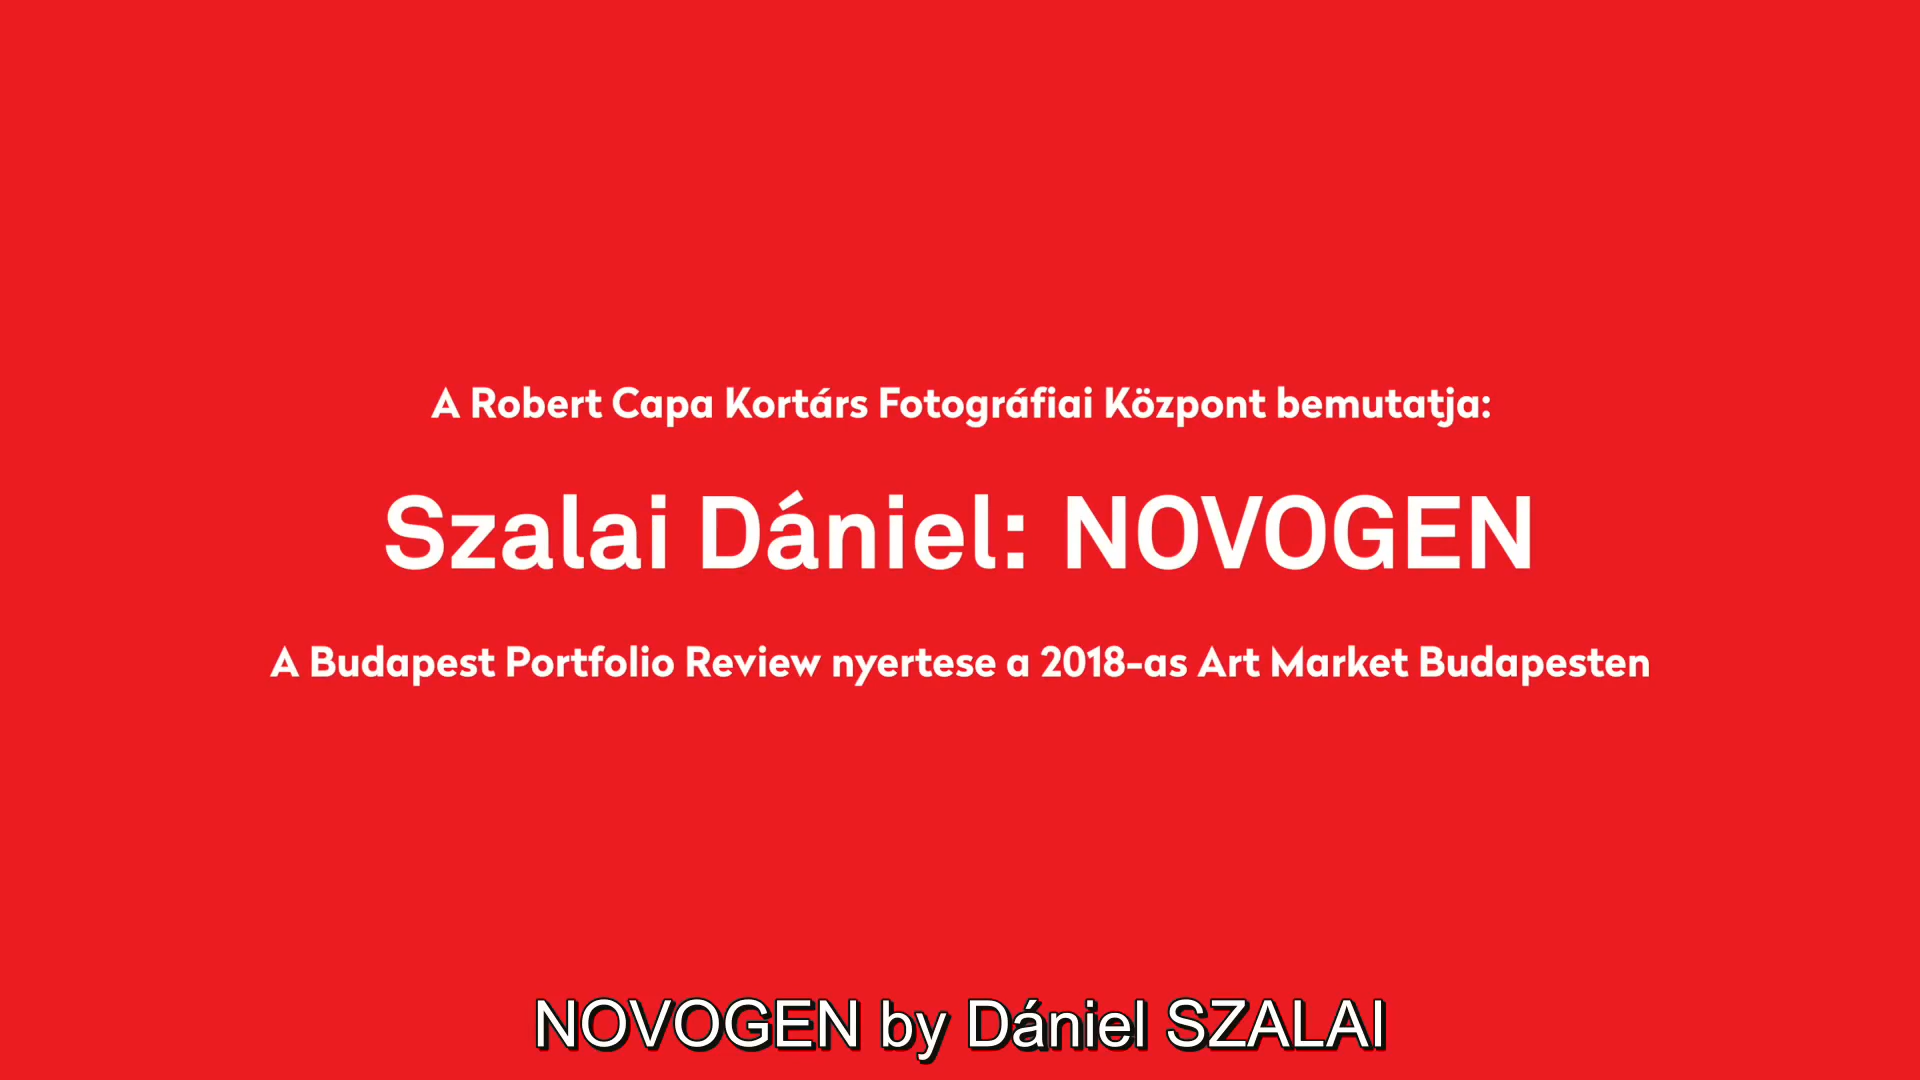 A Robert Capa Kortárs Fotográfiai Központ bemutatja:
Szalai Dániel: NOVOGEN
A Budapest Portfolio Review nyertese a 2018-as Art Market Budapesten
NOVOGEN by Dániel SZALAI